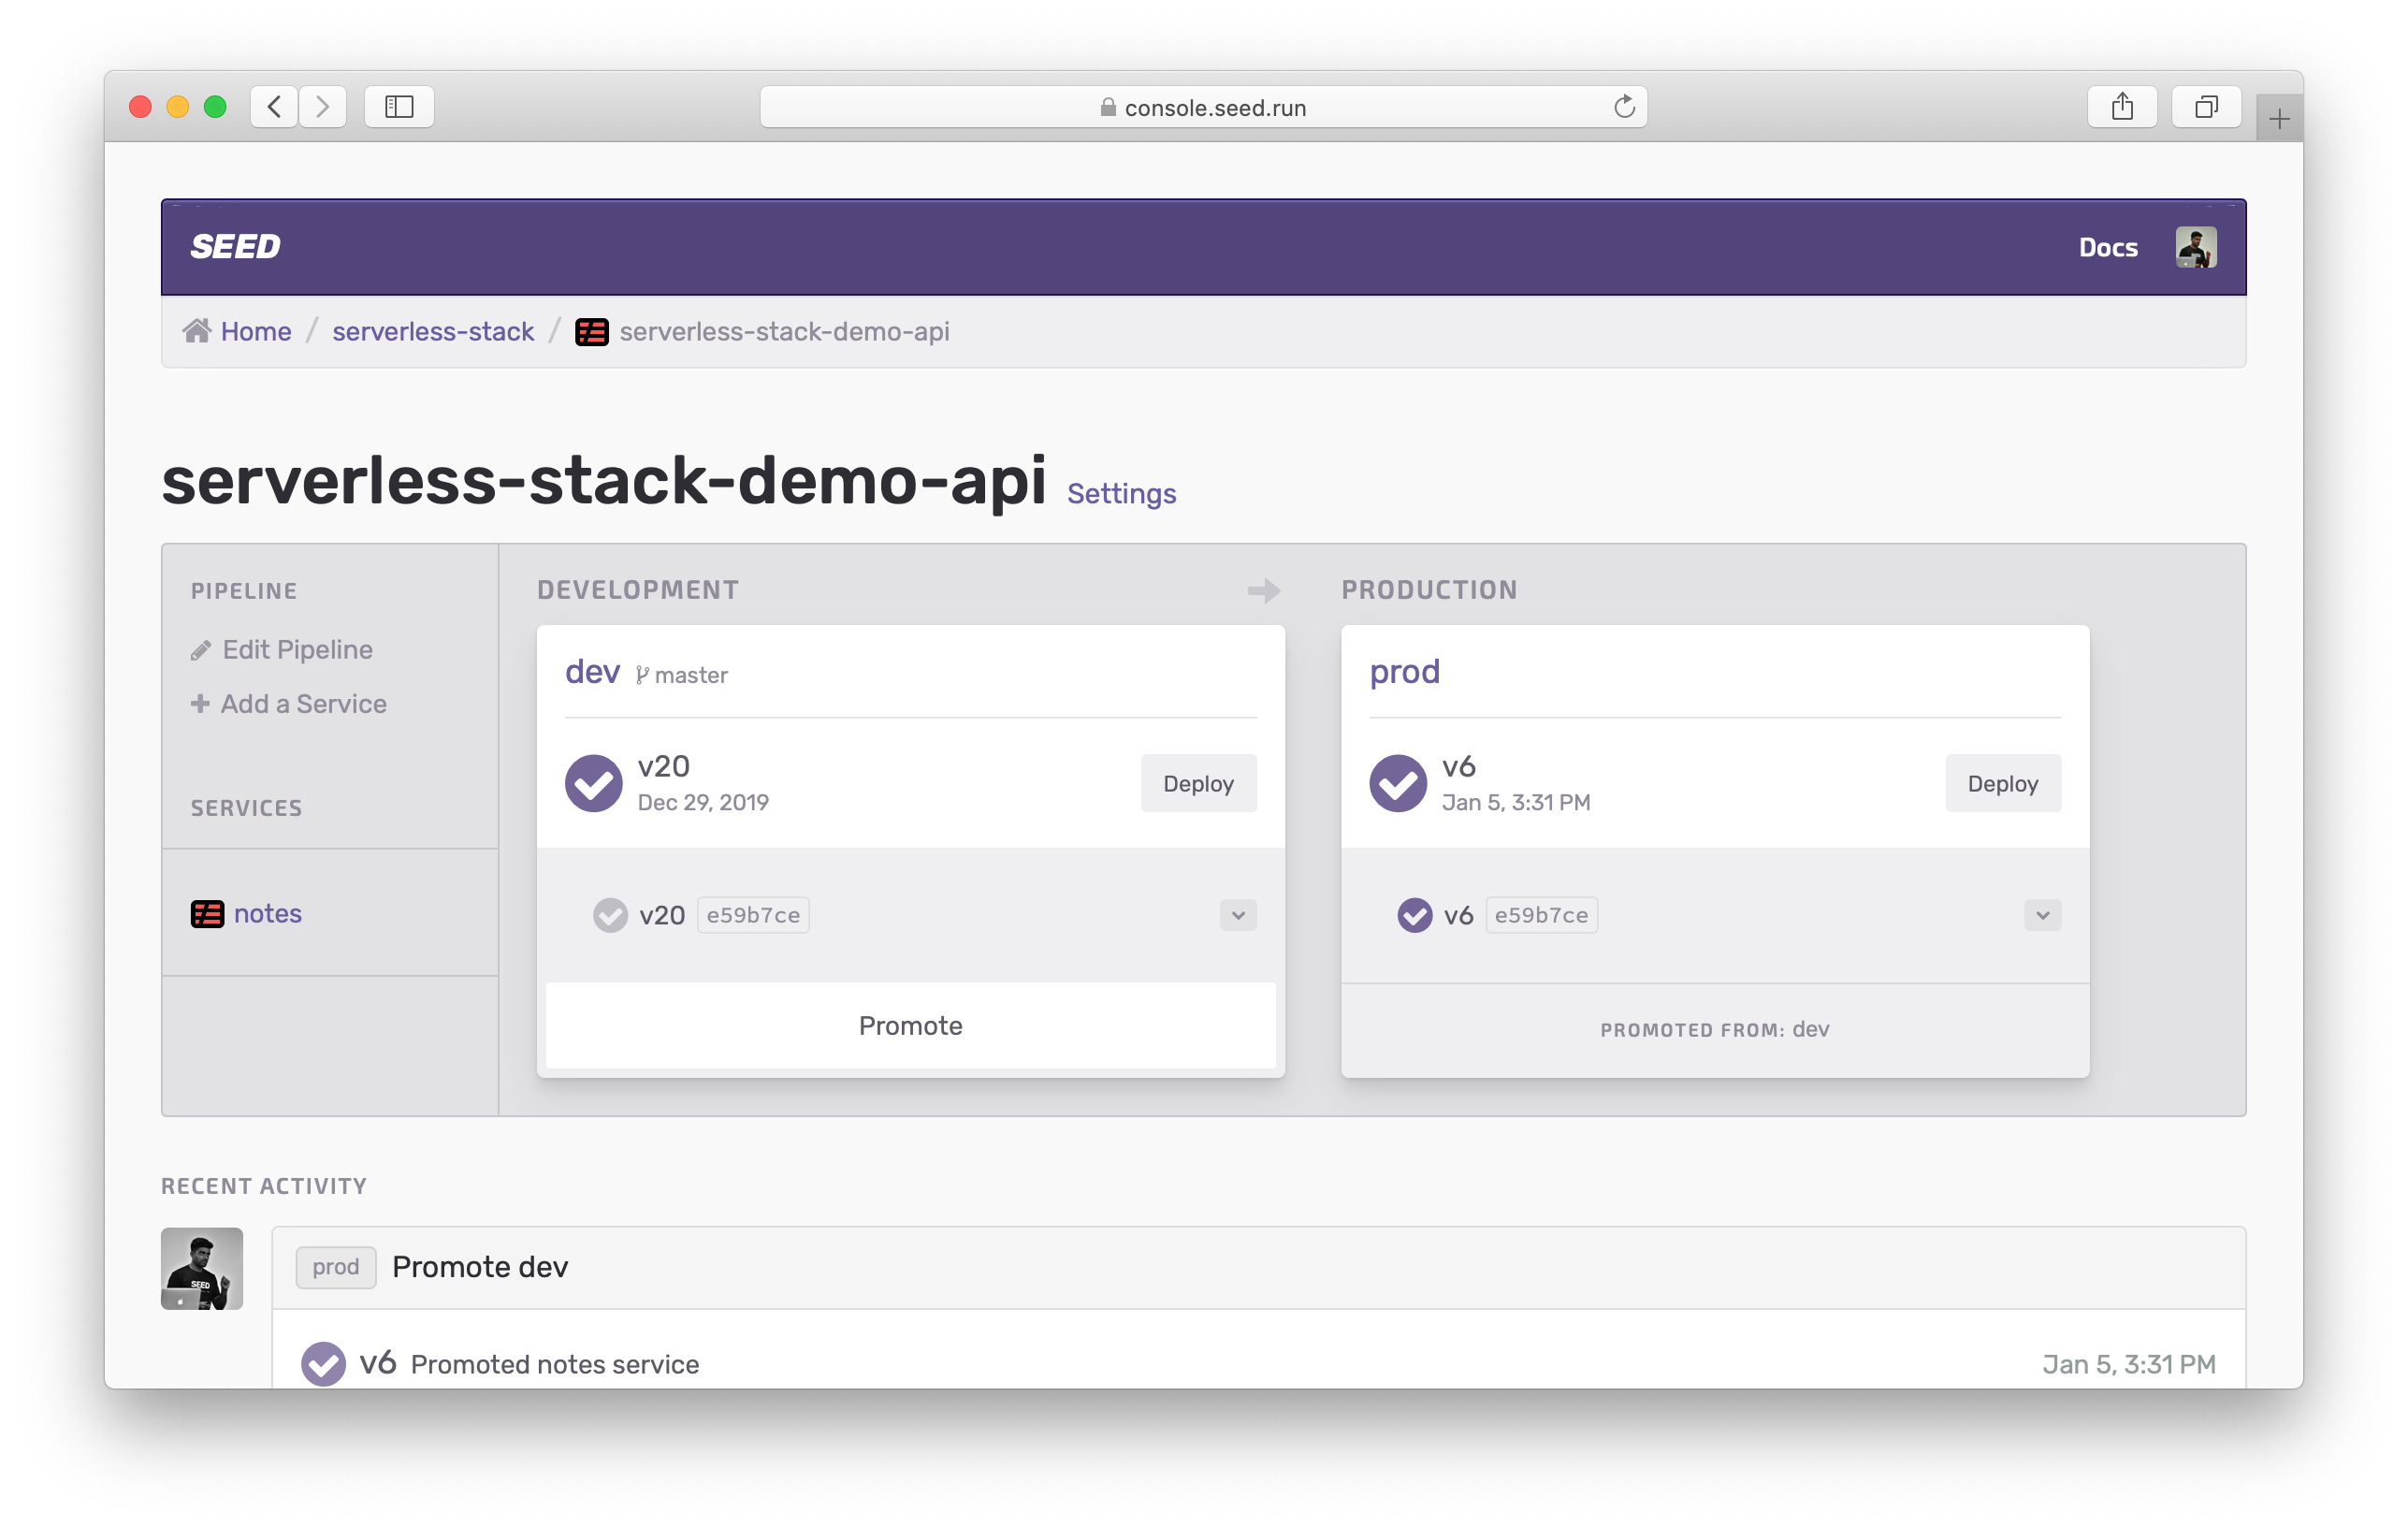 console.seed.run
SEED
Docs
Home / serverless-stack / serverless-stack-demo-api
serverless-stack-demo-api Settings
PIPELINE
Edit Pipeline
+ Add a Service
SERVICES
notes
DEVELOPMENT
dev master
v20
Dec 29, 2019
Deploy
v20 e59b7ce
Promote
PRODUCTION
prod
v6
Jan 5, 3:31 PM
Deploy
v6 e59b7ce
PROMOTED FROM: dev
RECENT ACTIVITY
SEED
prod Promote dev
v6 Promoted notes service
Jan 5, 3:31 PM